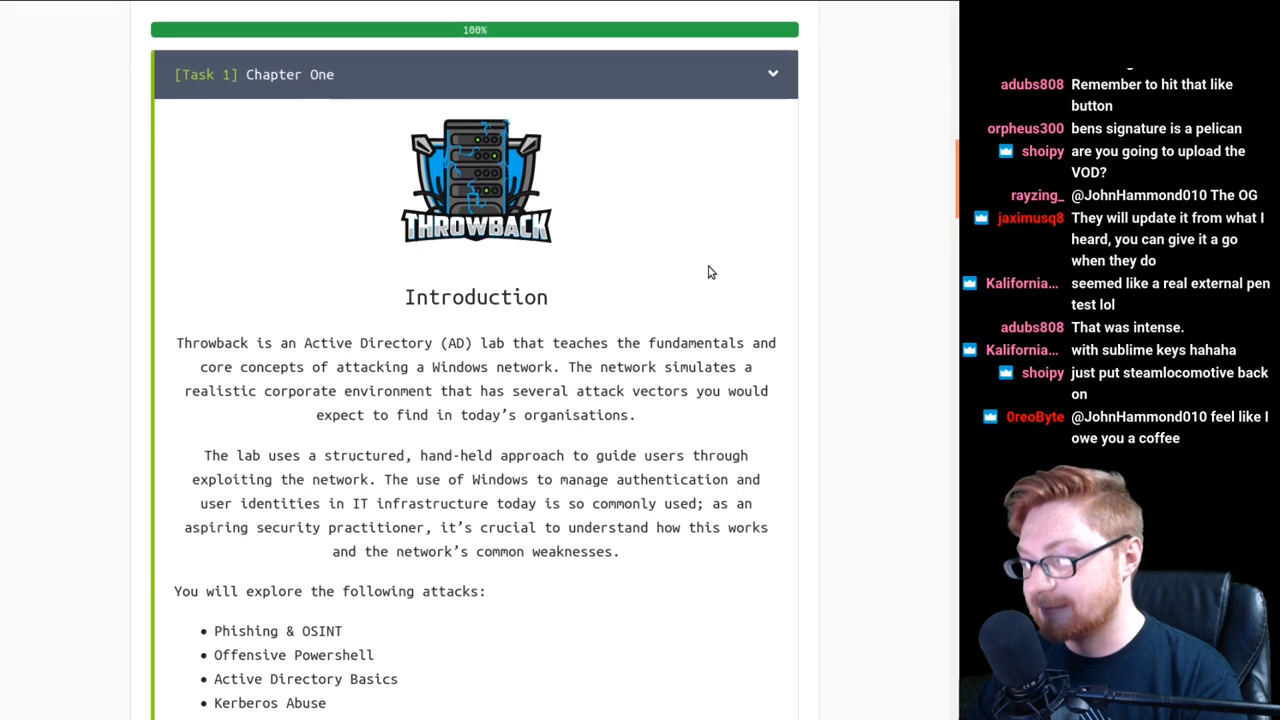 100%
[Task 1] Chapter One
THROWBACK
Introduction
Throwback is an Active Directory (AD) lab that teaches the fundamentals and
core concepts of attacking a Windows network. The network simulates a
realistic corporate environment that has several attack vectors you would
expect to find in today’s organisations.
The lab uses a structured, hand-held approach to guide users through
exploiting the network. The use of Windows to manage authentication and
user identities in IT infrastructure today is so commonly used; as an
aspiring security practitioner, it’s crucial to understand how this works
and the network’s common weaknesses.
You will explore the following attacks:
• Phishing & OSINT
• Offensive Powershell
• Active Directory Basics
• Kerberos Abuse
adubs808 Remember to hit that like
button
orpheus300 bens signature is a pelican
shoipy are you going to upload the
VOD?
rayzing_ @JohnHammond010 The OG
jaximusq8 They will update it from what I
heard, you can give it a go
when they do
Kalifornia... seemed like a real external pen
test lol
adubs808 That was intense.
Kalifornia... with sublime keys hahaha
shoipy just put steamlocomotive back
on
0reoByte @JohnHammond010 feel like I
owe you a coffee